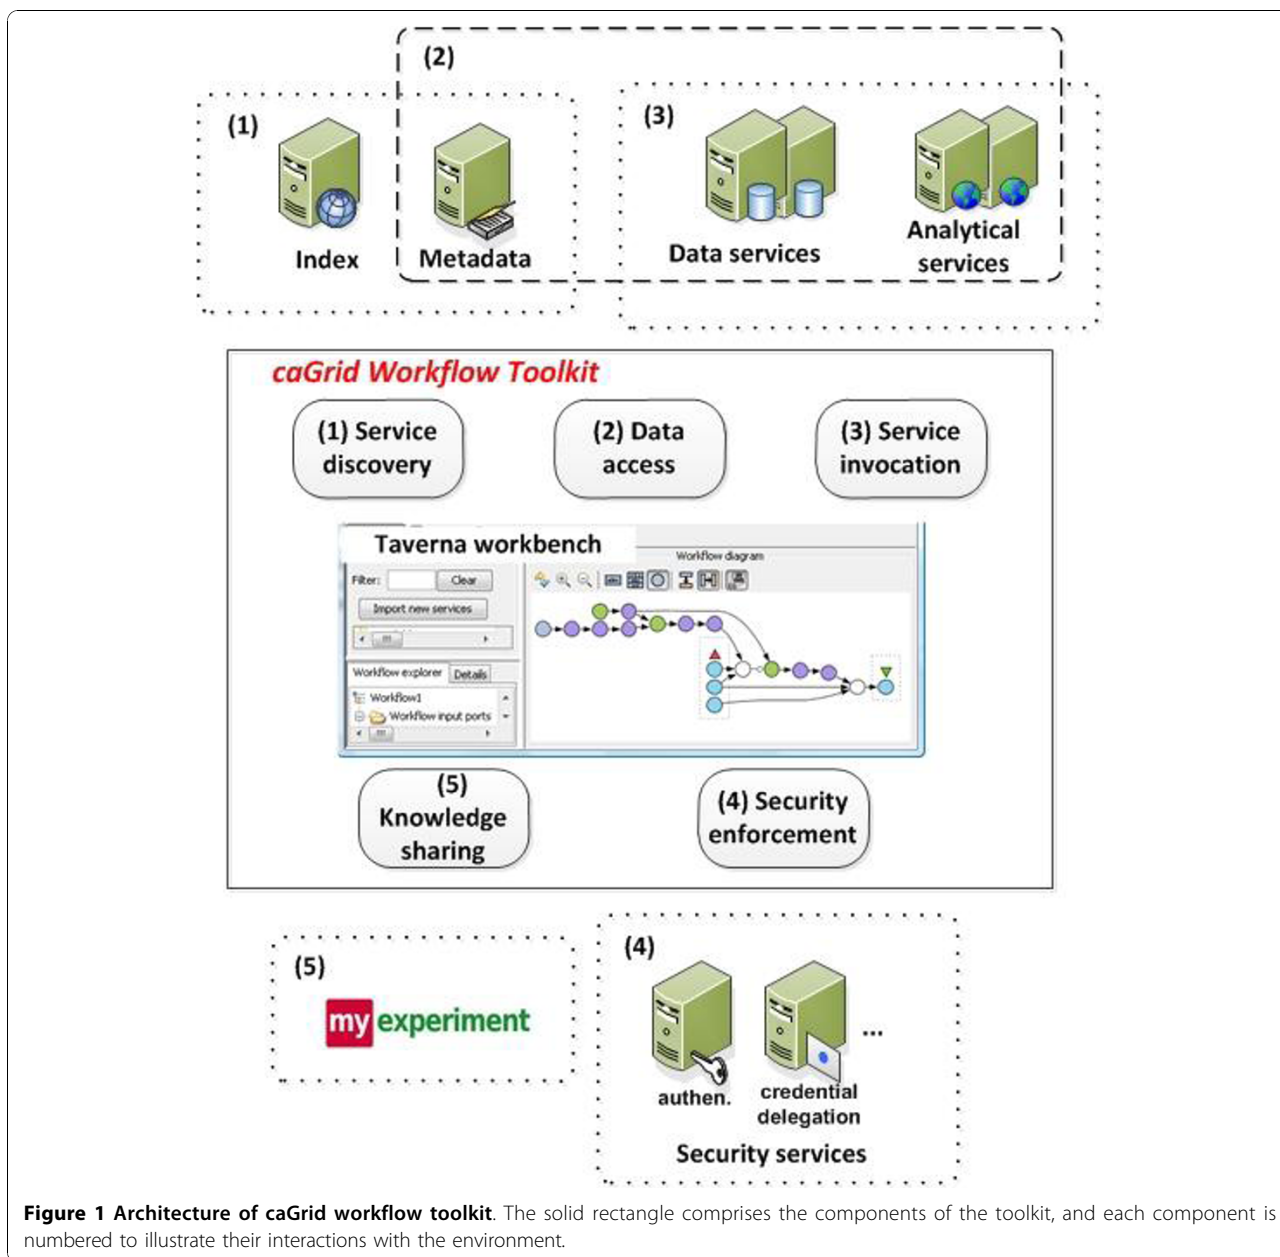 (2)
(1)
(3)
Index
Metadata
Data services
Analytical
services
caGrid Workflow Toolkit
(1) Service
discovery
(2) Data
access
(3) Service
invocation
Taverna workbench
Workflow diagram
Filter:
Clear
Import new services
Workflow explorer
Details
Workflow1
Workflow input ports
(5)
Knowledge
sharing
(4) Security
enforcement
(5)
my experiment
(4)
authen.
credential
delegation
...
Security services
Figure 1 Architecture of caGrid workflow toolkit. The solid rectangle comprises the components of the toolkit, and each component is
numbered to illustrate their interactions with the environment.